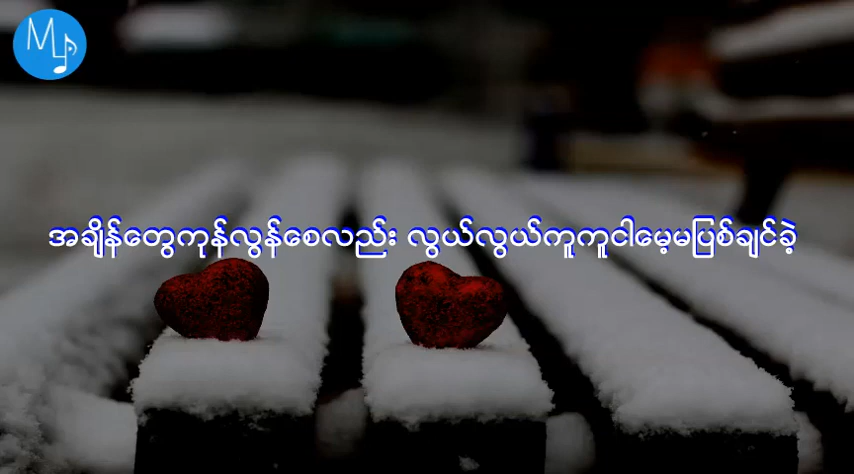 My
အချိန်တွေကုန်လွန်စေလည်း လွယ်လွယ်ကူကူငါမေ့မပြစ်ချင်ခဲ့